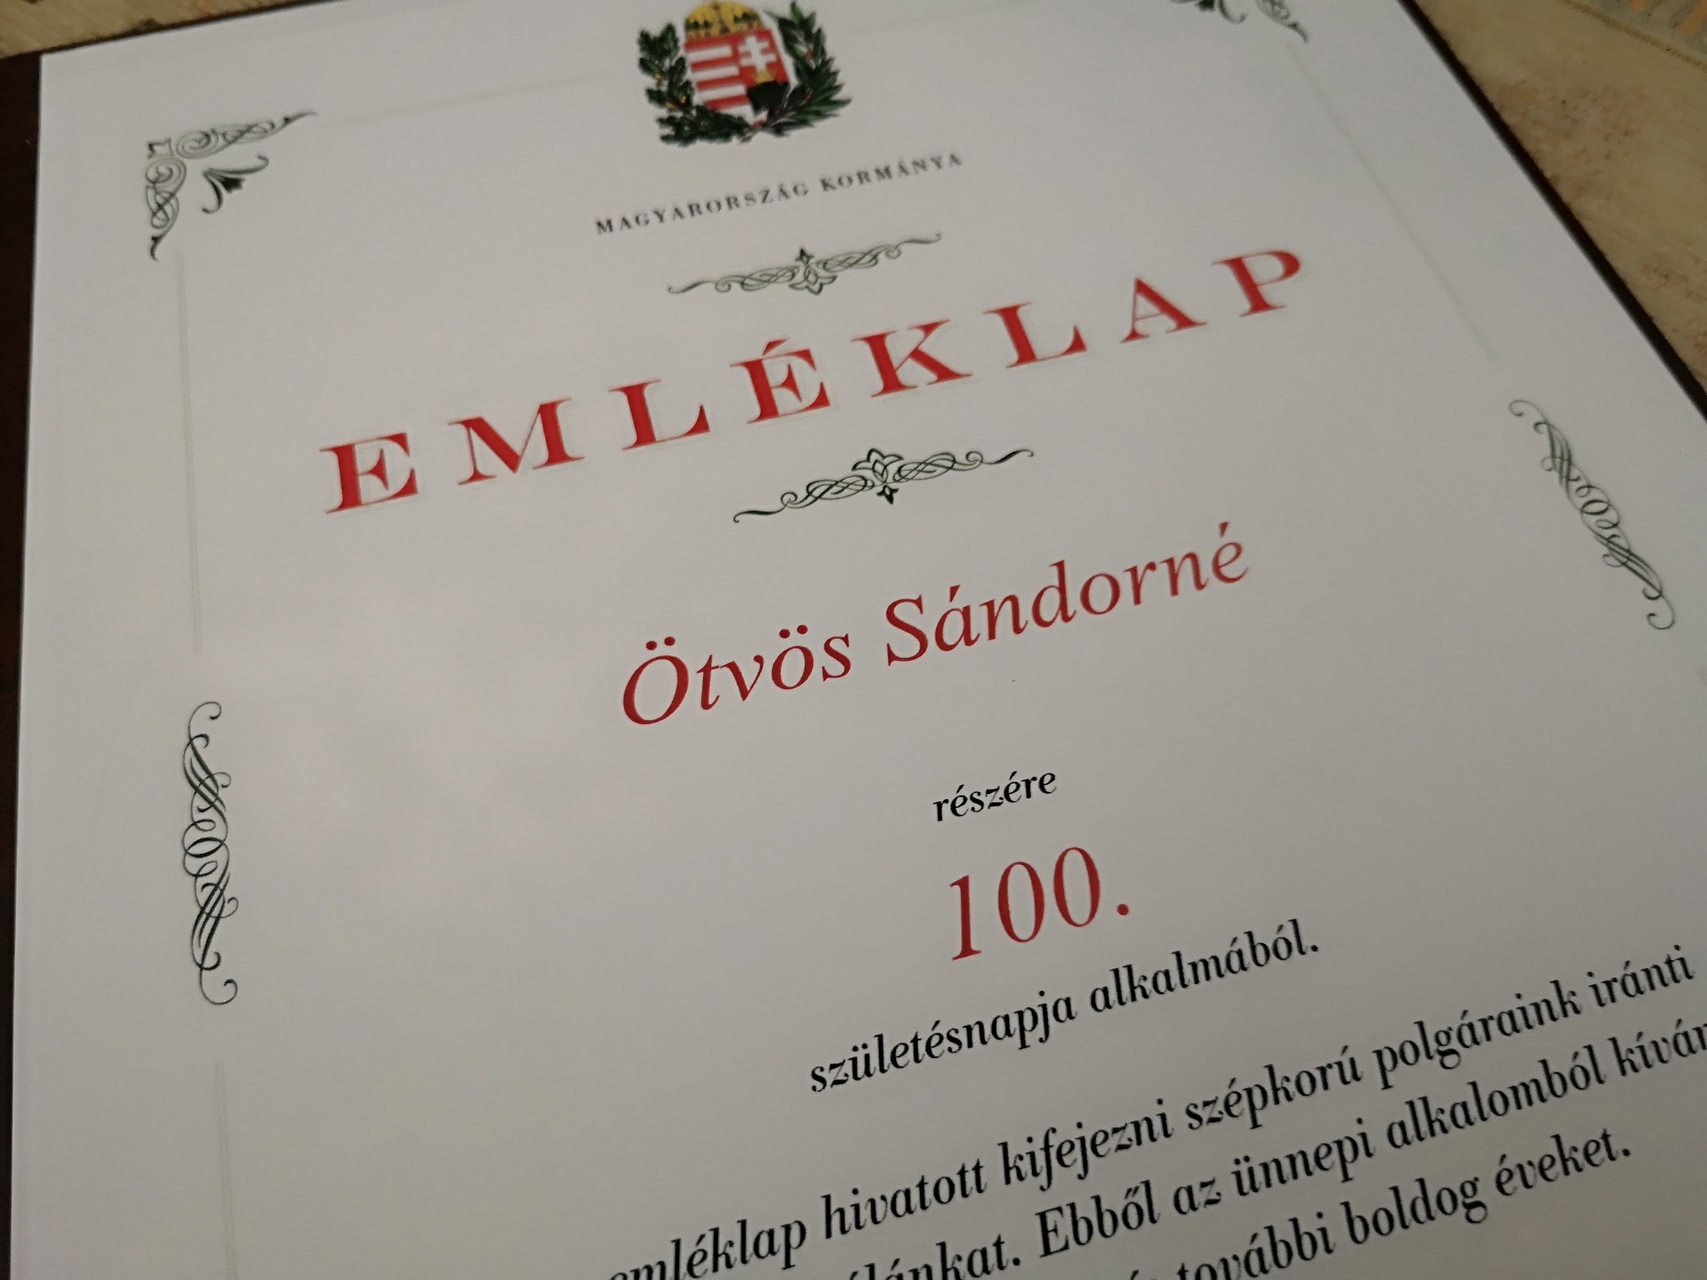 MAGYARORSZÁG KORMÁNYA
EMLÉKLAP
Ötvös Sándorné
részére
100.
születésnapja alkalmából.
emléklap hivatott kifejezni szépkorú polgáraink iránti
Ebből az ünnepi alkalomból
további boldog éveket.